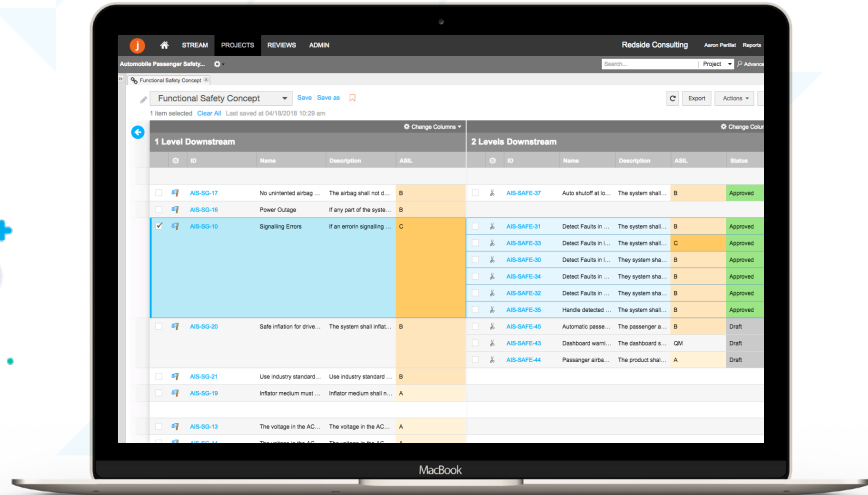 j STREAM PROJECTS REVIEWS ADMIN Redside Consulting Aaron Perillat Reports
Automobile Passenger Safety... Search... Project Advance
Functional Safety Concept
Functional Safety Concept Save Save as Export Actions
1 item selected Clear All Last saved at 04/18/2018 10:29 am
Change Columns Change Colum
1 Level Downstream 2 Levels Downstream
ID Name Description ASIL ID Name Description ASIL Status
AIS-SG-17 No unintented airbag ... The airbag shall not d... B AIS-SAFE-37 Auto shutoff at lo... The system shall... B Approved
AIS-SG-16 Power Outage If any part of the syste... B
AIS-SG-10 Signalling Errors If an errorin signalling ... C AIS-SAFE-31 Detect Faults in ... The system shall... B Approved
AIS-SAFE-33 Detect Faults in I... The system shall... C Approved
AIS-SAFE-30 Detect Faults in ... They system sha... B Approved
AIS-SAFE-34 Detect Faults in ... They system sha... B Approved
AIS-SAFE-32 Detect Faults in ... They system sha... B Approved
AIS-SAFE-35 Handle detected ... The system shall... B Approved
AIS-SG-20 Safe inflation for drive... The system shall inflat... B AIS-SAFE-45 Automatic passe... The passenger a... B Draft
AIS-SAFE-43 Dashboard warni... The dashboard s... QM Draft
AIS-SAFE-44 Passanger airba... The product shal... A Draft
AIS-SG-21 Use industry standard... Use industry standard ... B
AIS-SG-19 Inflator medium must ... Inflator medium shall n... A
AIS-SG-13 The voltage in the AC... The voltage in the AC... A
MacBook